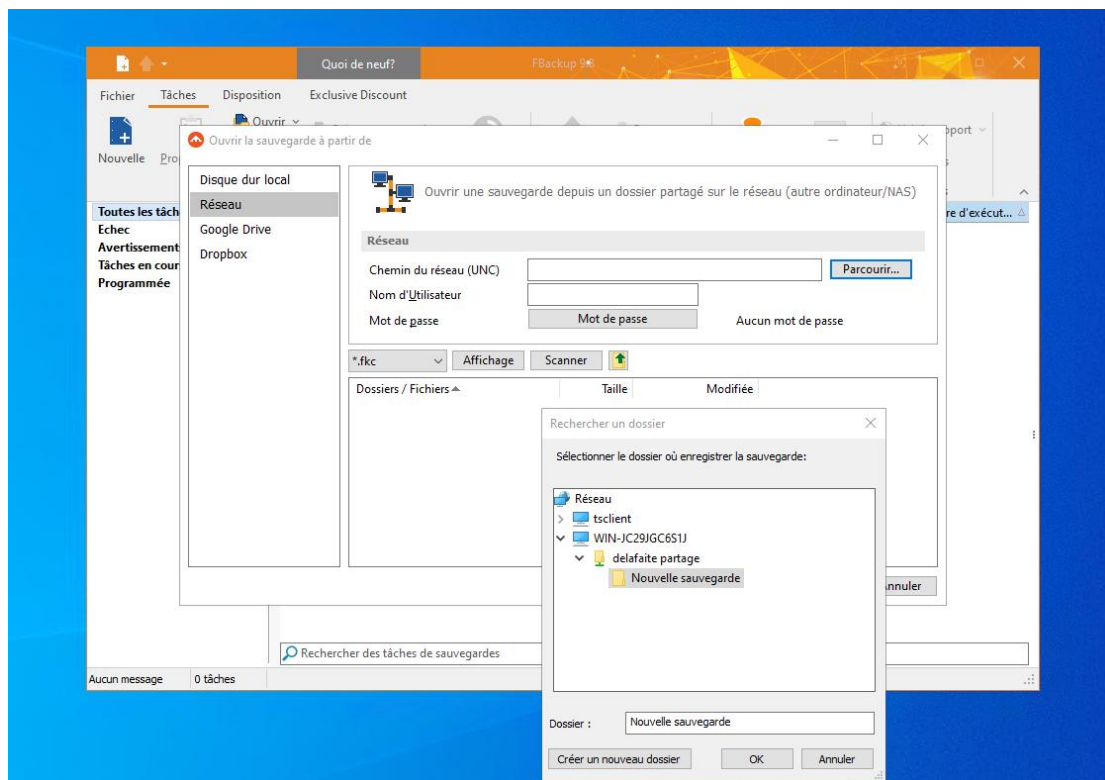 Quoi de neuf?
Fichier Tâches Disposition Exclusive Discount
Ouvrir
Nouvelle
Ouvrir la sauvegarde à partir de
Disque dur local
Réseau
Google Drive
Dropbox
Ouvrir une sauvegarde depuis un dossier partagé sur le réseau (autre ordinateur/NAS)
Réseau
Chemin du réseau (UNC) Parcourir...
Nom d'Utilisateur
Mot de passe Mot de passe Aucun mot de passe
*.fkc Affichage Scanner
Dossiers / Fichiers Taille Modifiée
Toutes les tâch
Echec
Avertissement
Tâches en cour
Programmée
re d'exécut...
Rechercher un dossier
Sélectionner le dossier où enregistrer la sauvegarde:
Réseau
tsclient
WIN-JC29JGC6S1J
delafaite partage
Nouvelle sauvegarde
Dossier : Nouvelle sauvegarde
Créer un nouveau dossier OK Annuler
nnuler
Rechercher des tâches de sauvegardes
Aucun message 0 tâches